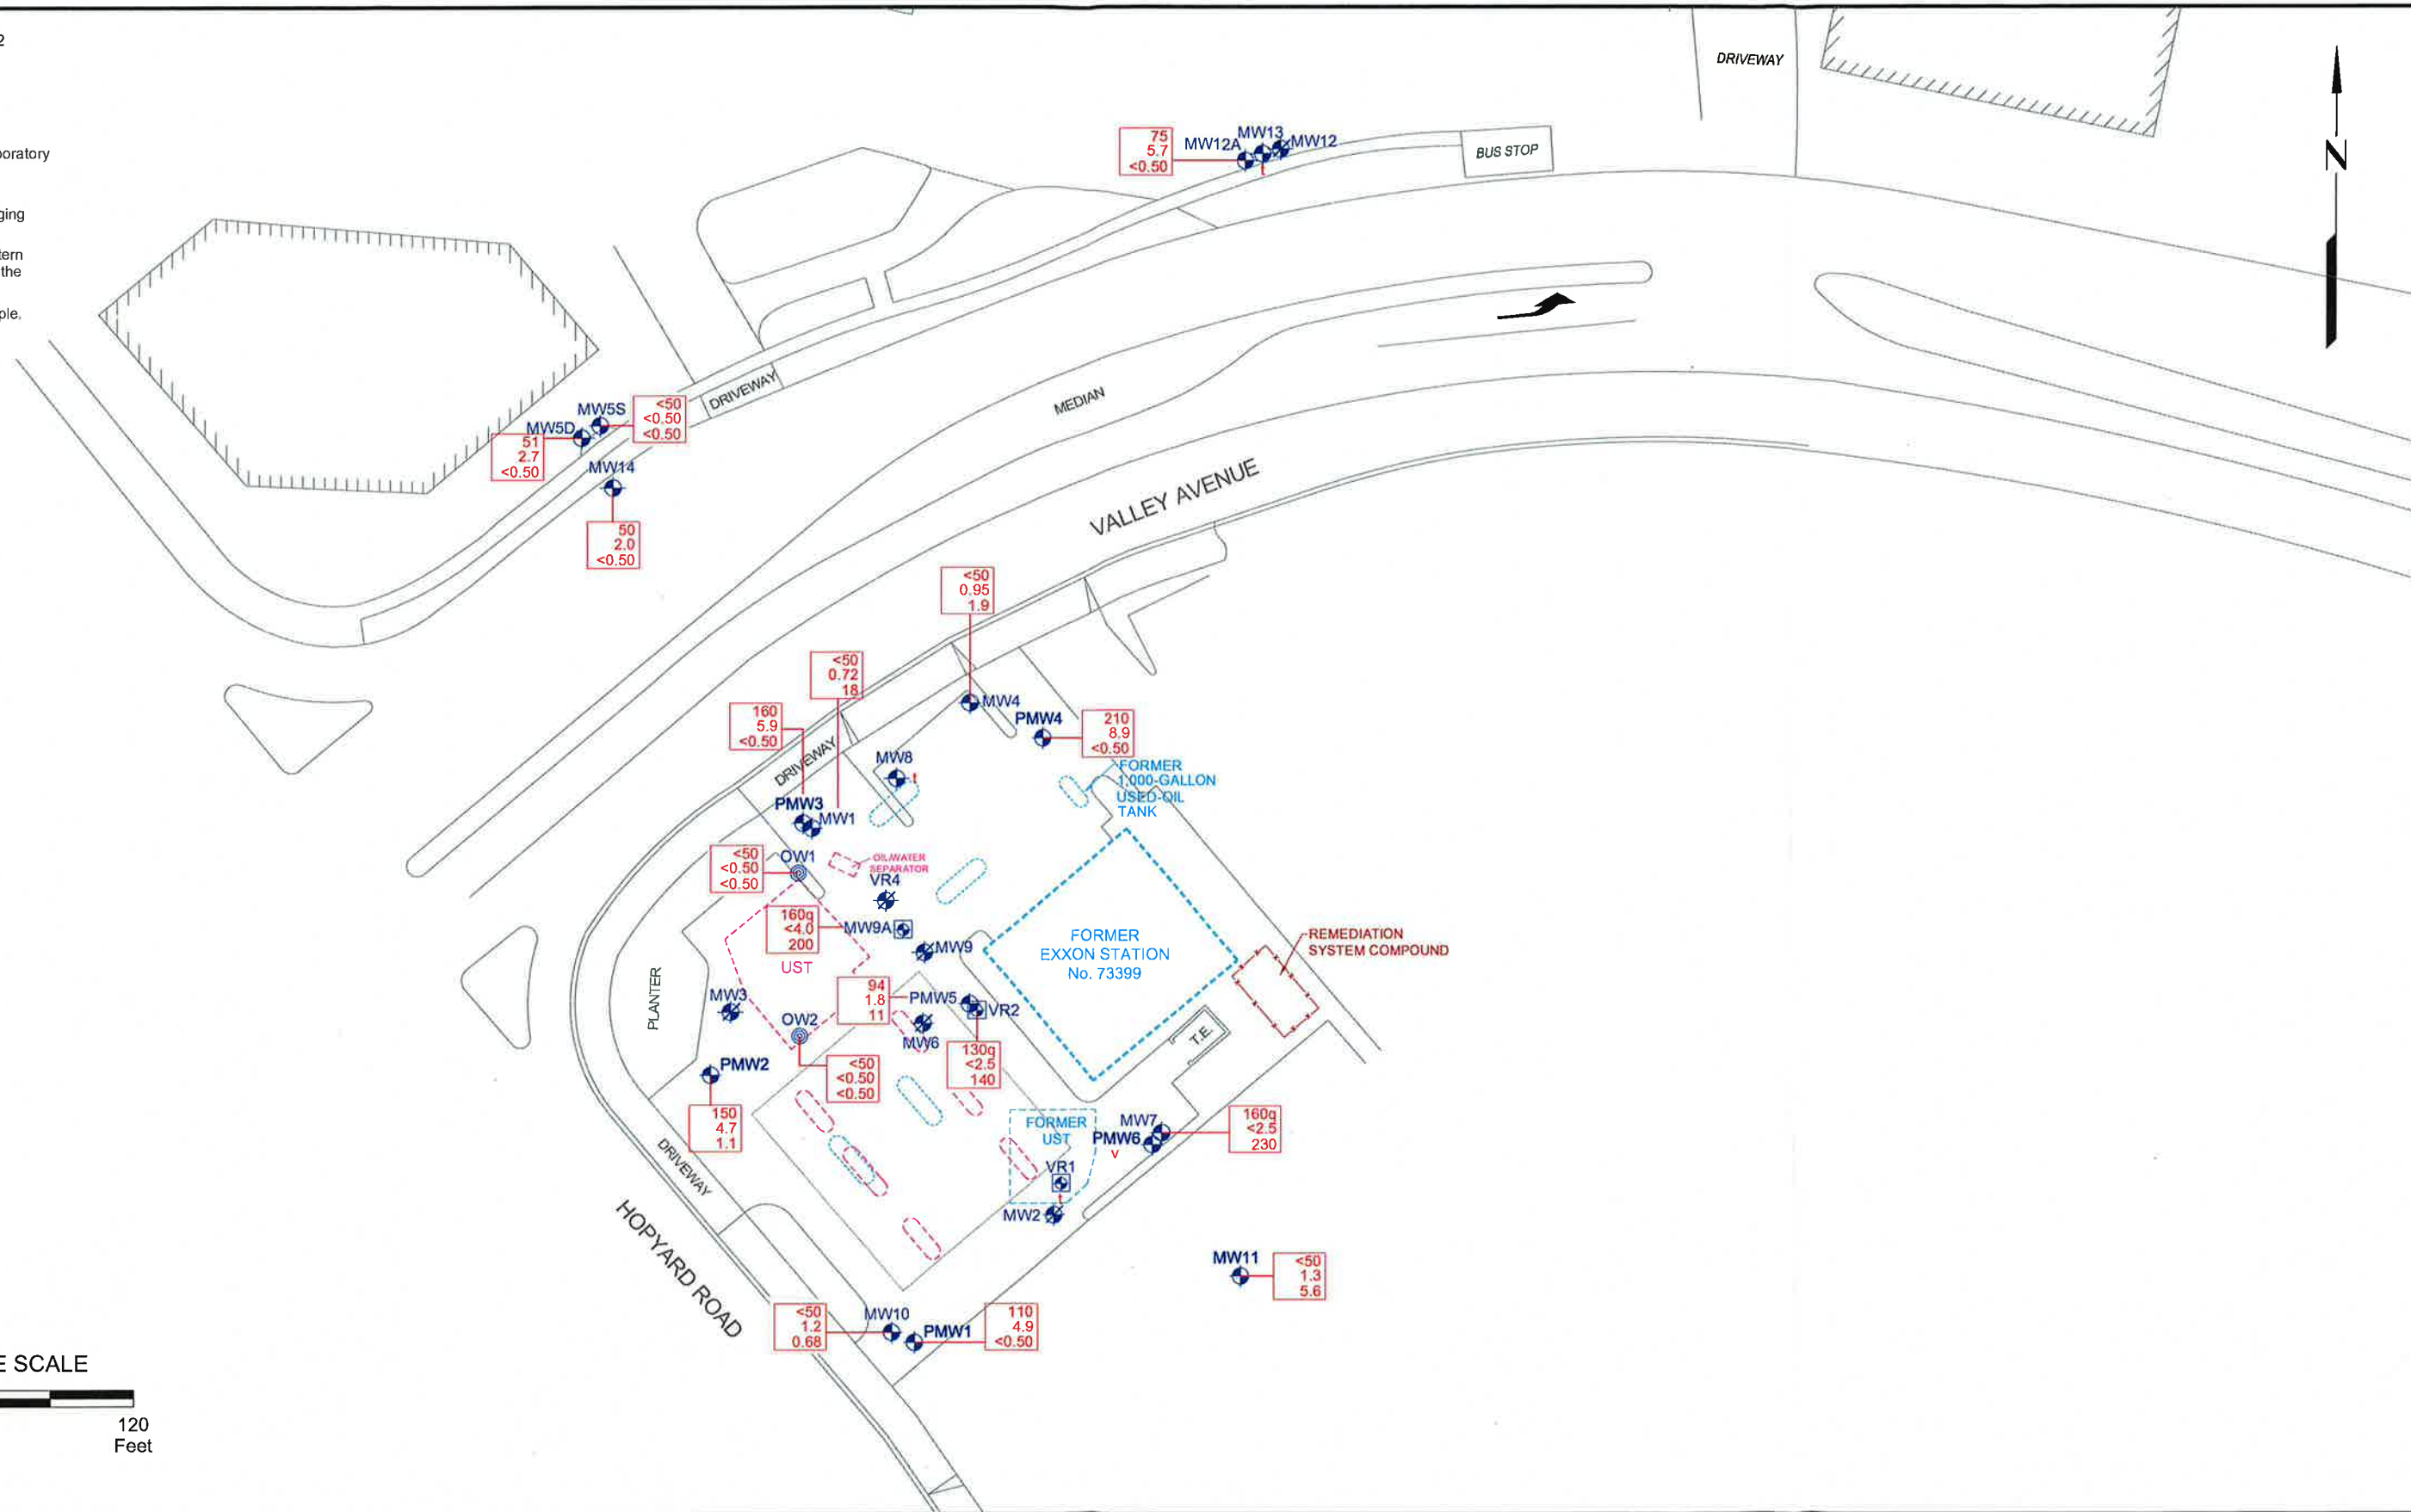 2
boratory
ging
tern
the
ple.
DRIVEWAY
N
75
5.7
<0.50
MW12A
MW13
MW12
t
BUS STOP
MW5S
<50
<0.50
<0.50
MW5D
51
2.7
<0.50
MW14
50
2.0
<0.50
DRIVEWAY
MEDIAN
VALLEY AVENUE
<50
0.95
1.9
MW4
<50
0.72
18
160
5.9
<0.50
PMW4
210
8.9
<0.50
DRIVEWAY
MW8
t
FORMER
1,000-GALLON
USED-OIL
TANK
PMW3
MW1
<50
<0.50
<0.50
OW1
OIL/WATER
SEPARATOR
VR4
160q
<4.0
200
MW9A
MW9
UST
FORMER
EXXON STATION
No. 73399
REMEDIATION
SYSTEM COMPOUND
PLANTER
MW3
94
1.8
11
PMW5
VR2
OW2
MW6
T.E.
<50
<0.50
<0.50
130q
<2.5
140
PMW2
150
4.7
1.1
FORMER
UST
MW7
PMW6
v
160q
<2.5
230
VR1
t
MW2
DRIVEWAY
HOPYARD ROAD
MW11
<50
1.3
5.6
<50
1.2
0.68
MW10
PMW1
110
4.9
<0.50
E SCALE
120
Feet